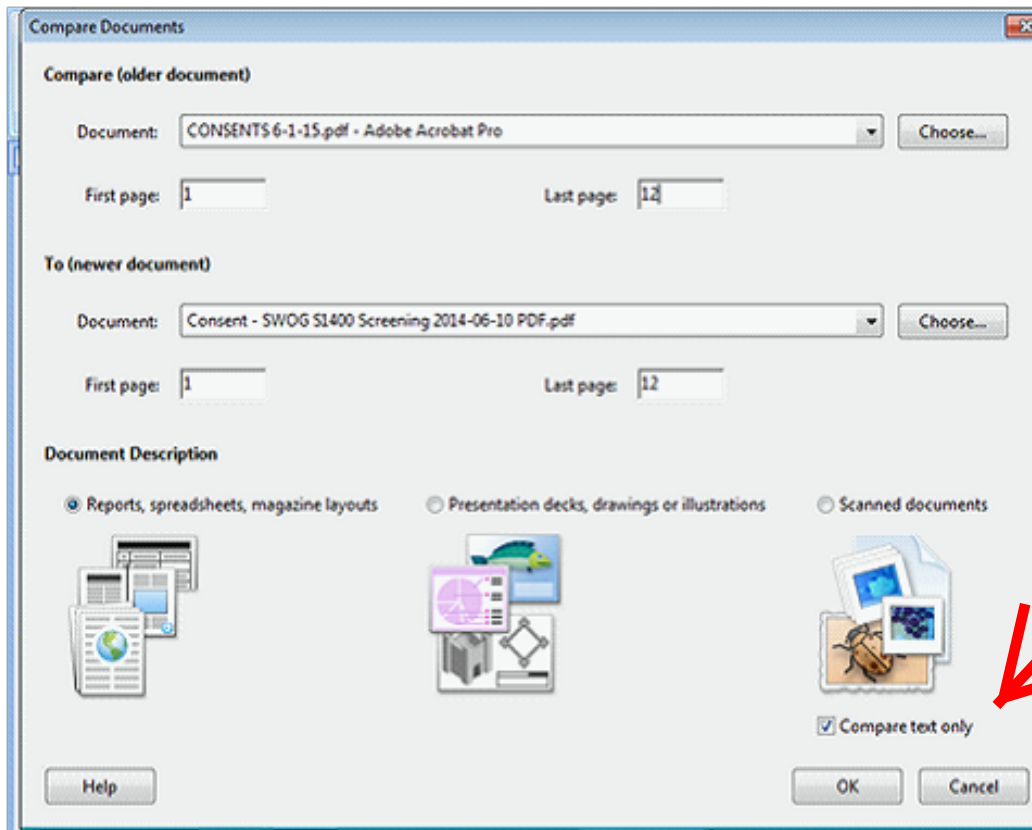 Compare Documents
Compare (older document)
Document: CONSENTS 6-1-15.pdf - Adobe Acrobat Pro Choose...
First page: 1 Last page: 12
To (newer document)
Document: Consent - SWOG S1400 Screening 2014-06-10 PDF.pdf Choose...
First page: 1 Last page: 12
Document Description
Reports, spreadsheets, magazine layouts Presentation decks, drawings or illustrations Scanned documents
Compare text only
Help OK Cancel